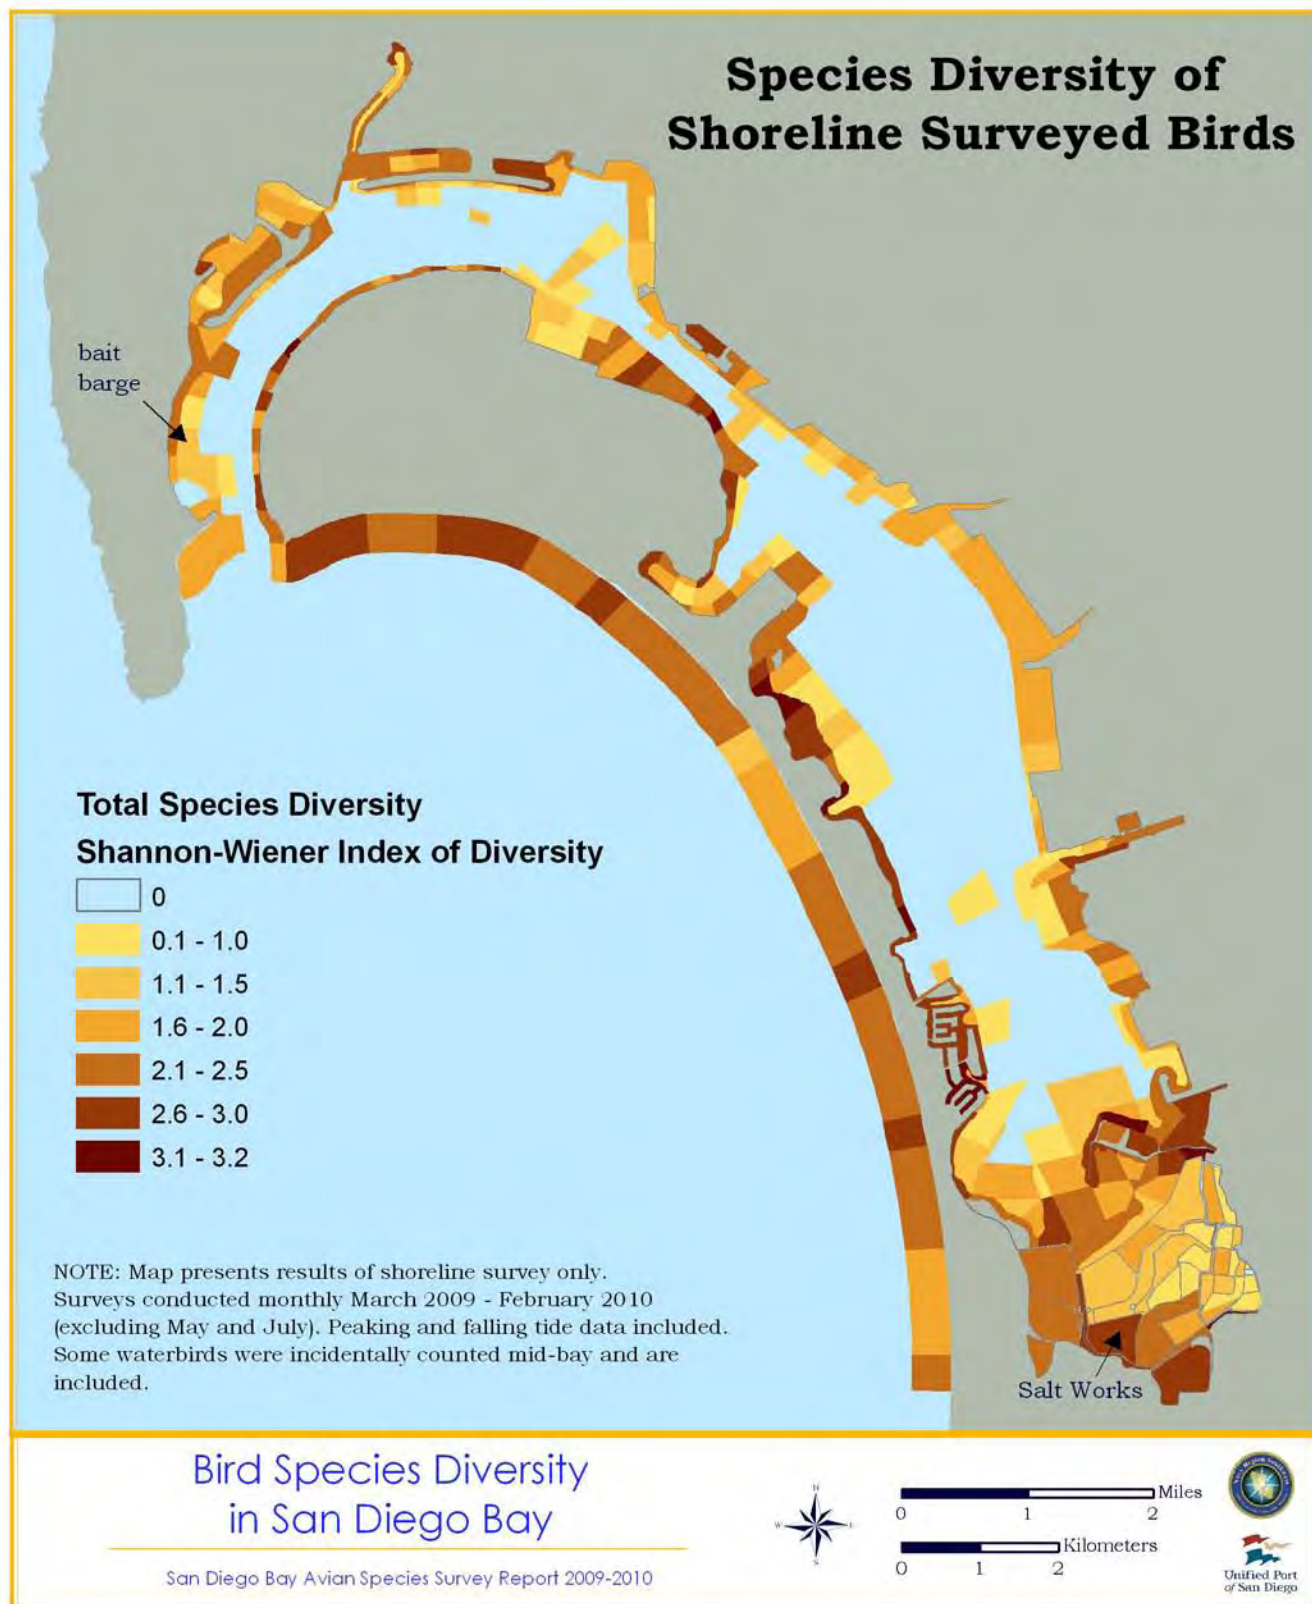 Species Diversity of
Shoreline Surveyed Birds
bait
barge
Total Species Diversity
Shannon-Wiener Index of Diversity
0
0.1 - 1.0
1.1 - 1.5
1.6 - 2.0
2.1 - 2.5
2.6 - 3.0
3.1 - 3.2
NOTE: Map presents results of shoreline survey only.
Surveys conducted monthly March 2009 - February 2010
(excluding May and July). Peaking and falling tide data included.
Some waterbirds were incidentally counted mid-bay and are
included.
Salt Works
Bird Species Diversity
in San Diego Bay
San Diego Bay Avian Species Survey Report 2009-2010
N
W E
S
Miles
0 1 2
Kilometers
0 1 2
Unified Port
of San Diego